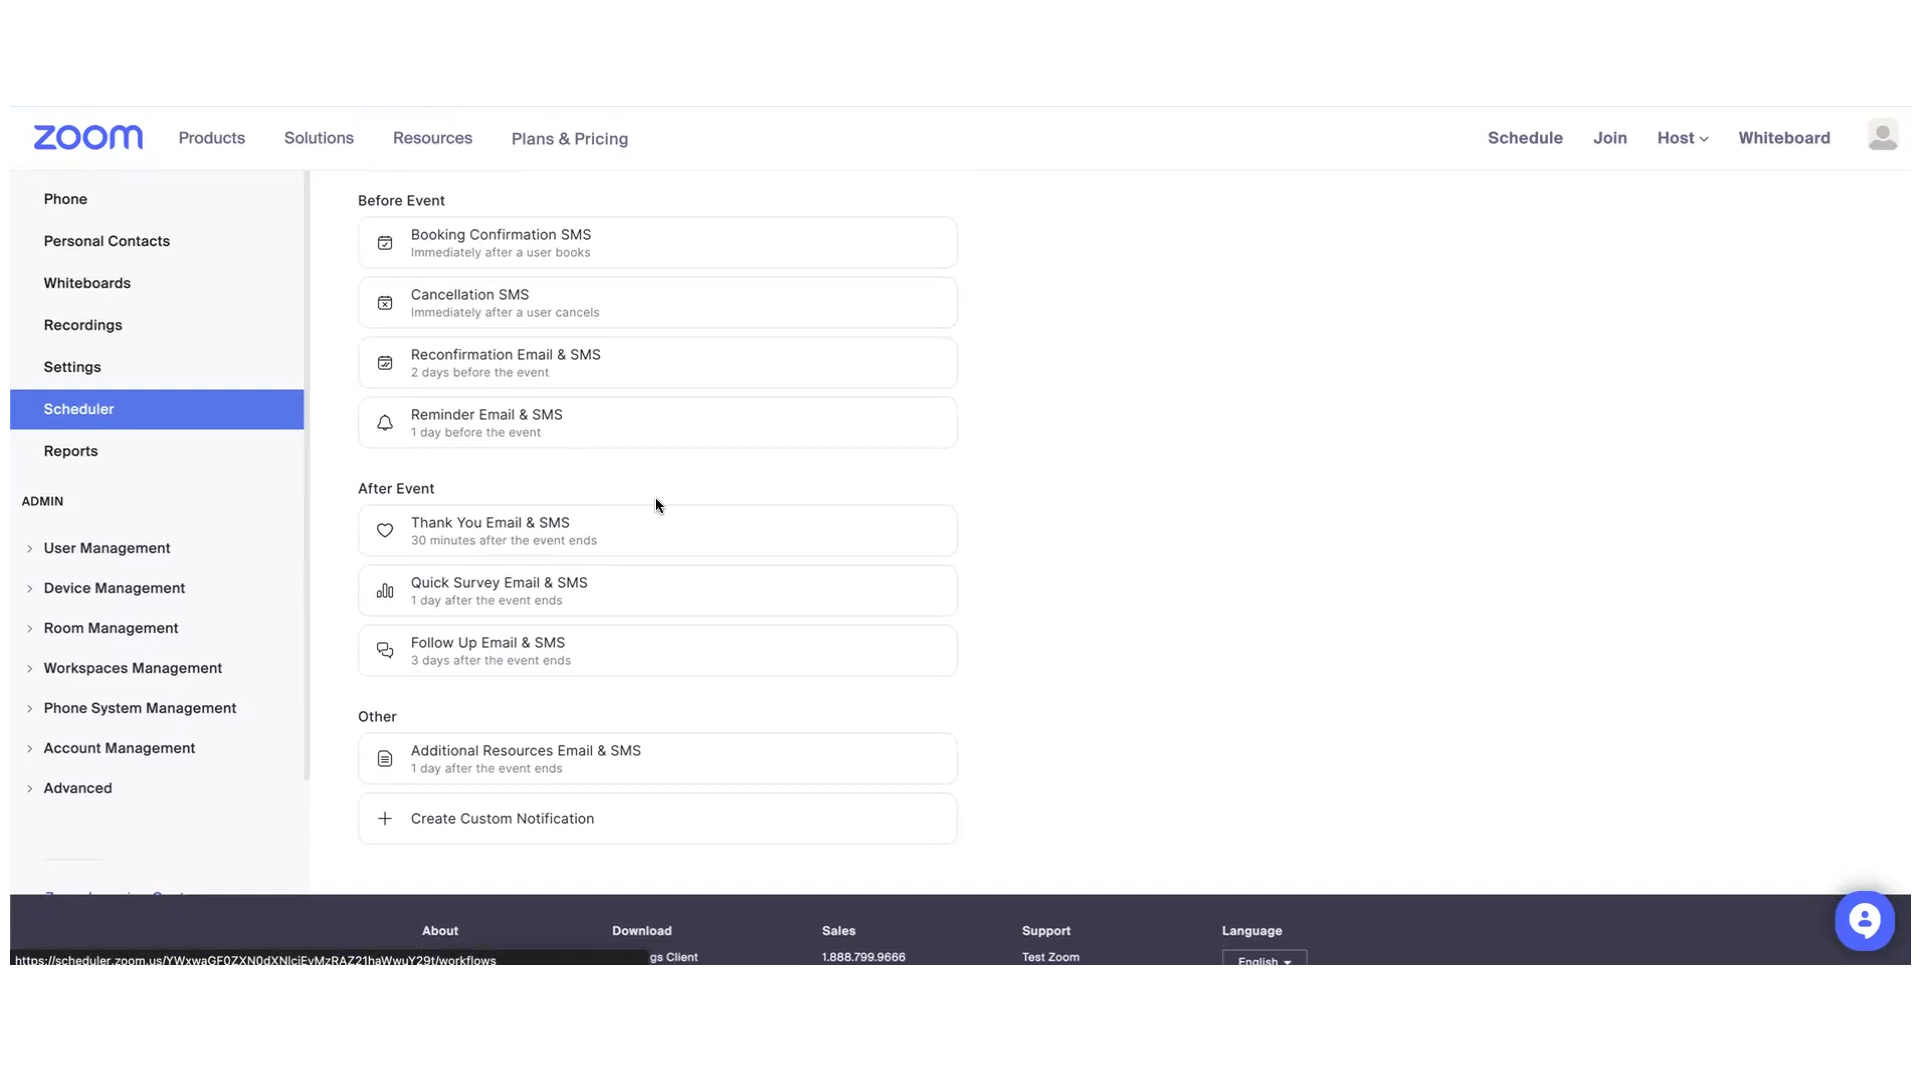 zoom
Products
Solutions
Resources
Plans & Pricing
Schedule
Join
Host
Whiteboard
Phone
Personal Contacts
Whiteboards
Recordings
Settings
Scheduler
Reports
ADMIN
User Management
Device Management
Room Management
Workspaces Management
Phone System Management
Account Management
Advanced
Before Event
Booking Confirmation SMS
Immediately after a user books
Cancellation SMS
Immediately after a user cancels
Reconfirmation Email & SMS
2 days before the event
Reminder Email & SMS
1 day before the event
After Event
Thank You Email & SMS
30 minutes after the event ends
Quick Survey Email & SMS
1 day after the event ends
Follow Up Email & SMS
3 days after the event ends
Other
Additional Resources Email & SMS
1 day after the event ends
Create Custom Notification
About
Download
gs Client
Sales
1.888.799.9666
Support
Test Zoom
Language
English